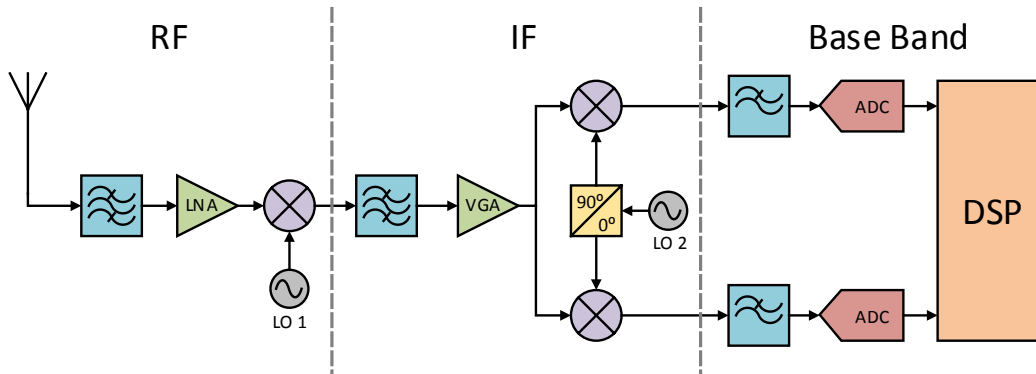 RF
IF
Base Band
LNA
LO 1
VGA
90º
0º
LO 2
ADC
ADC
DSP